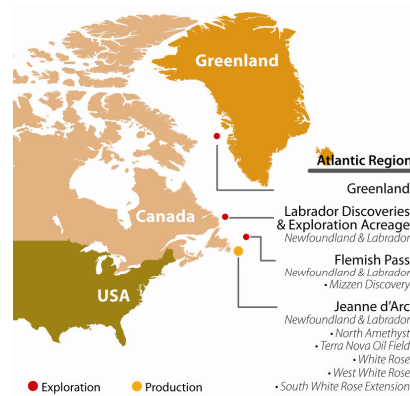 Greenland
Atlantic Region
Greenland
Labrador Discoveries
& Exploration Acreage
Newfoundland & Labrador
Canada
Flemish Pass
Newfoundland & Labrador
• Mizzen Discovery
USA
Jeanne d'Arc
Newfoundland & Labrador
• North Amethyst
• Terra Nova Oil Field
• White Rose
• West White Rose
• South White Rose Extension
Exploration
Production